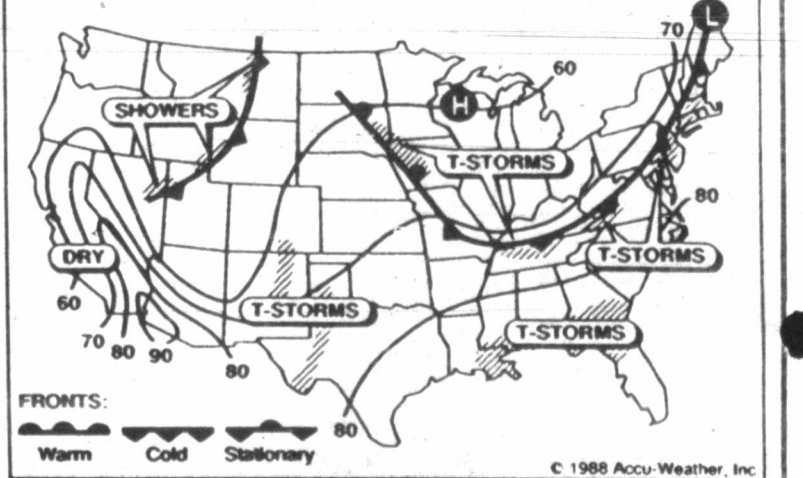 L
70
H
60
SHOWERS
T-STORMS
80
DRY
T-STORMS
60
T-STORMS
T-STORMS
70
80
90
80
FRONTS:
80
Warm
Cold
Stationary
© 1988 Accu-Weather, Inc